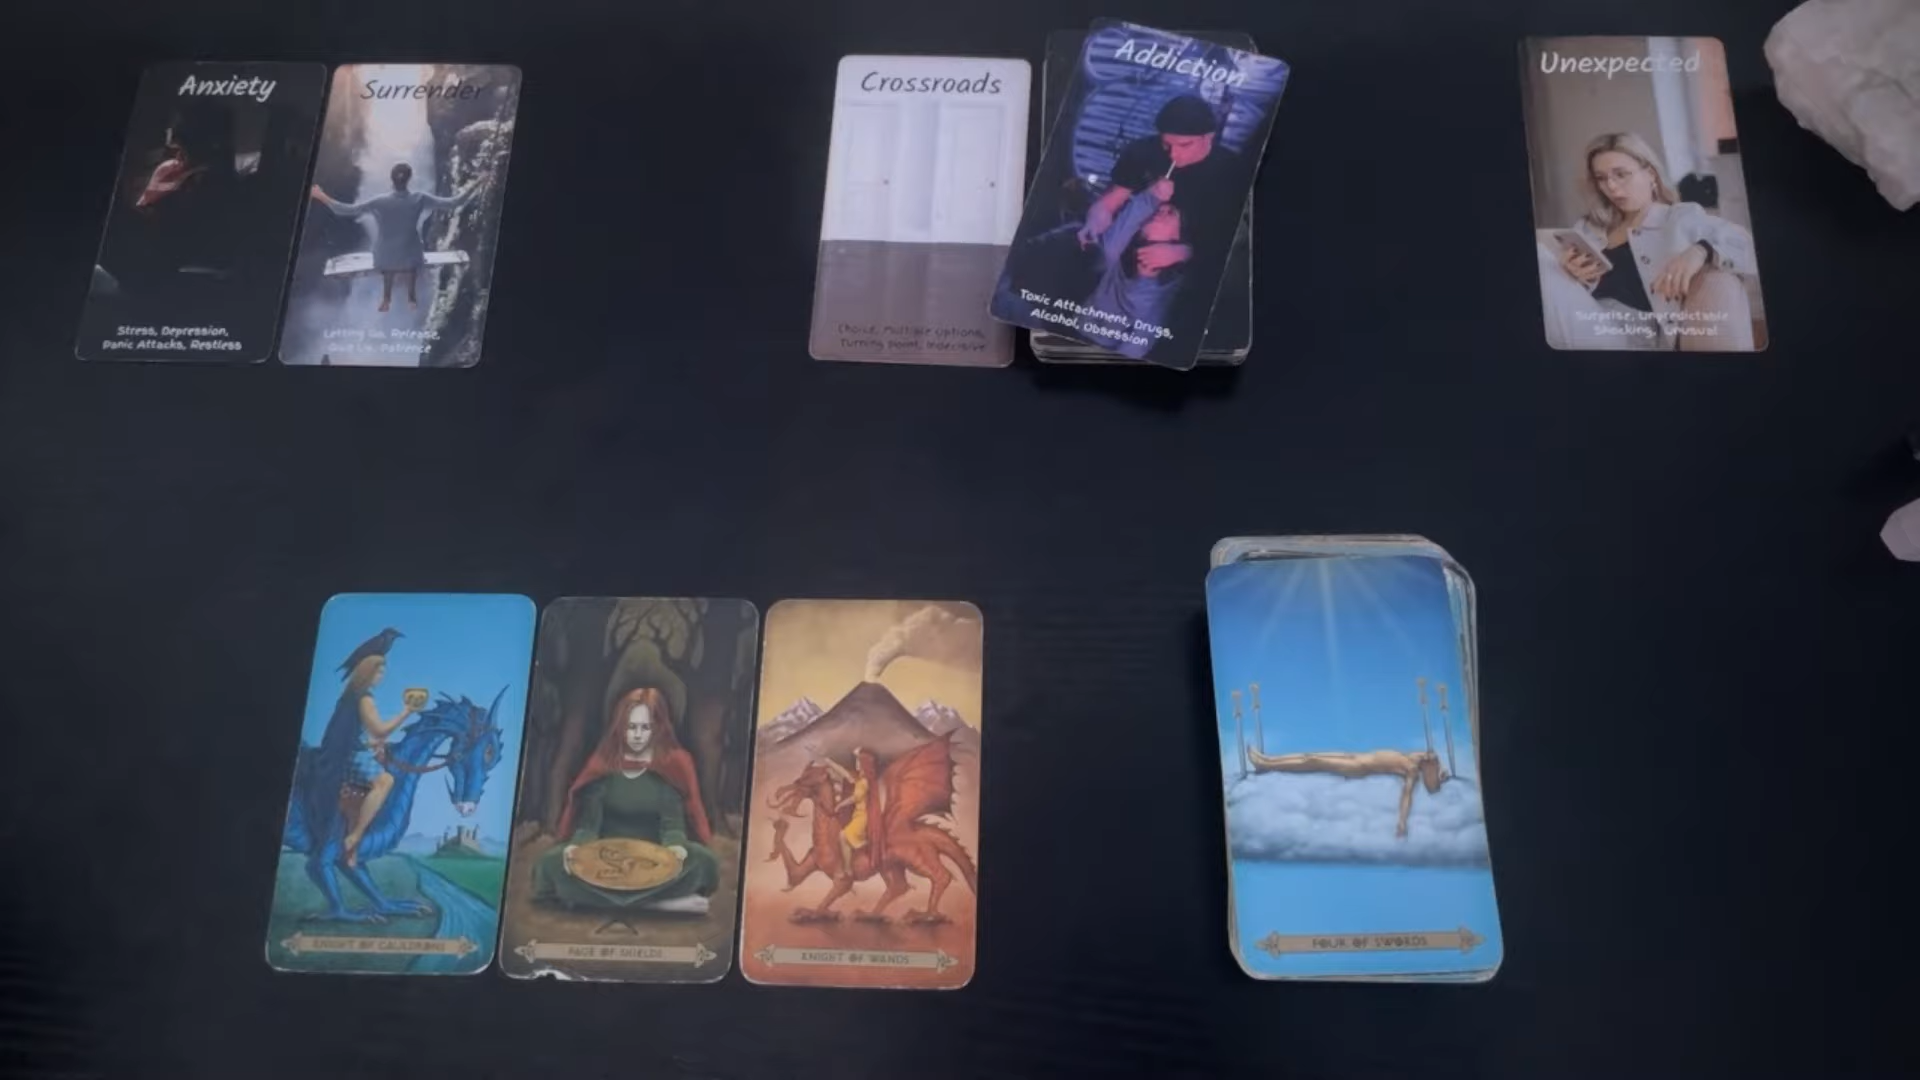 Anxiety
Stress, Depression,
Panic Attacks, Restless
Surrender
Letting Go, Release,
Give Up, Patience
Crossroads
Choice, Multiple Options,
Turning Point, Indecisive
Addiction
Toxic Attachment, Drugs,
Alcohol, Obsession
Unexpected
Surprise, Unpredictable
Shocking, Unusual
KNIGHT OF CAULDRONS
PAGE OF SHIELDS
KNIGHT OF WANDS
FOUR OF SWORDS